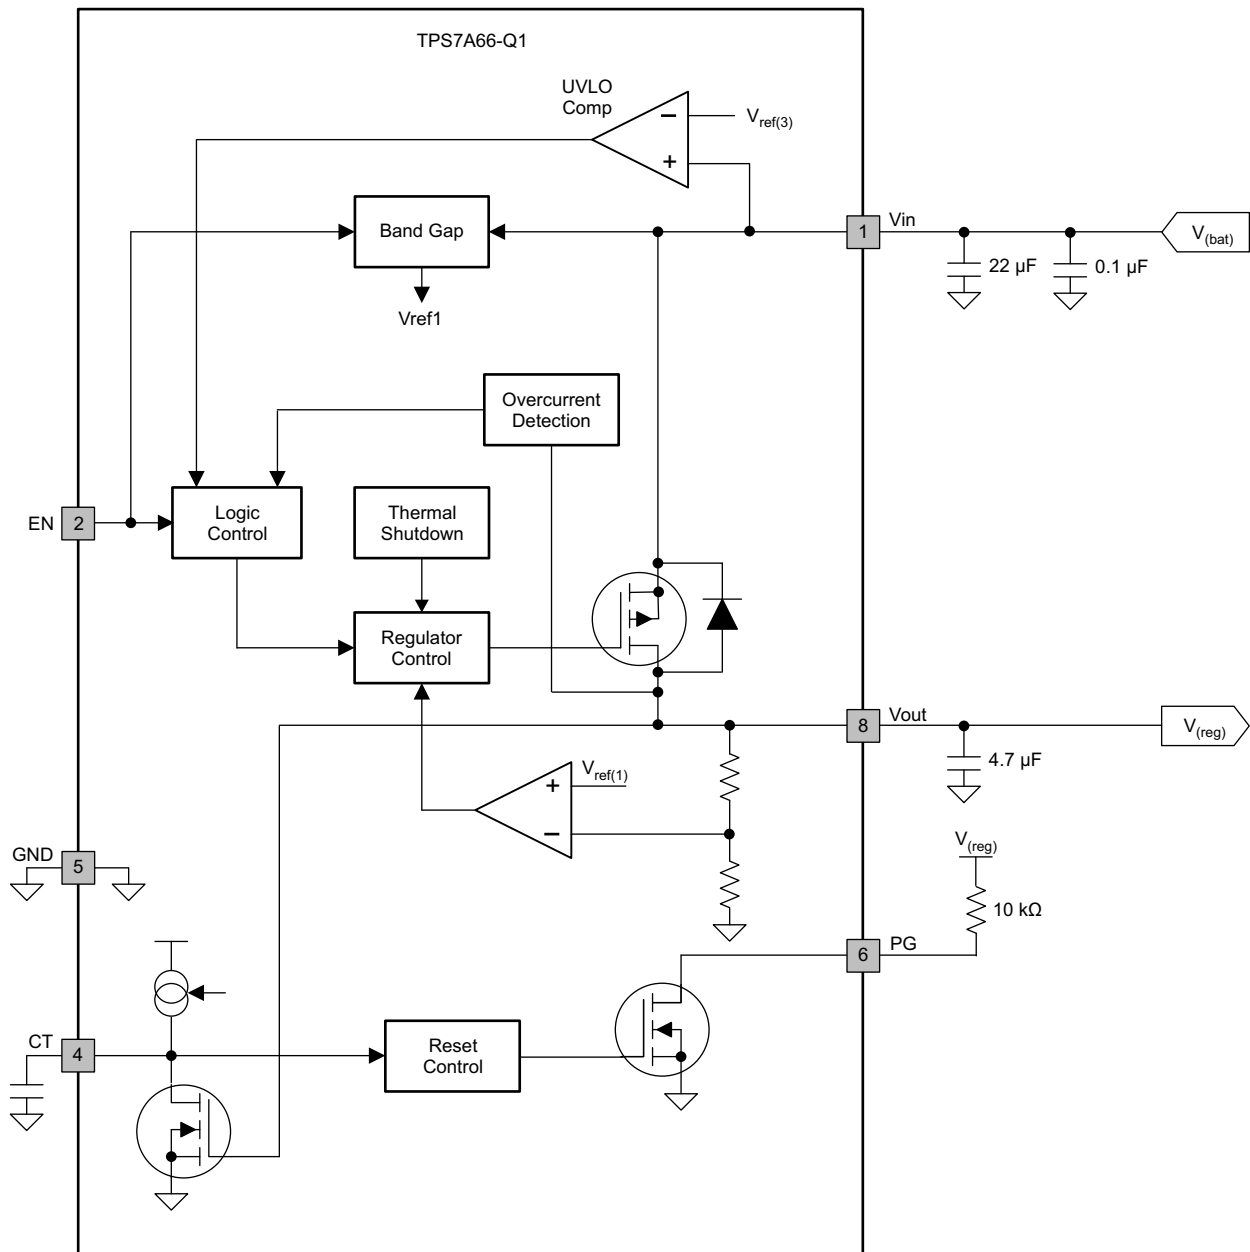 TPS7A66-Q1
UVLO
Comp
−
V_ref(3)
+
Band Gap
1
Vin
V_(bat)
22 µF
0.1 µF
Vref1
Overcurrent
Detection
EN
2
Logic
Control
Thermal
Shutdown
Regulator
Control
8
Vout
V_(reg)
4.7 µF
+
V_ref(1)
−
GND
5
V_(reg)
10 kΩ
6
PG
CT
4
Reset
Control